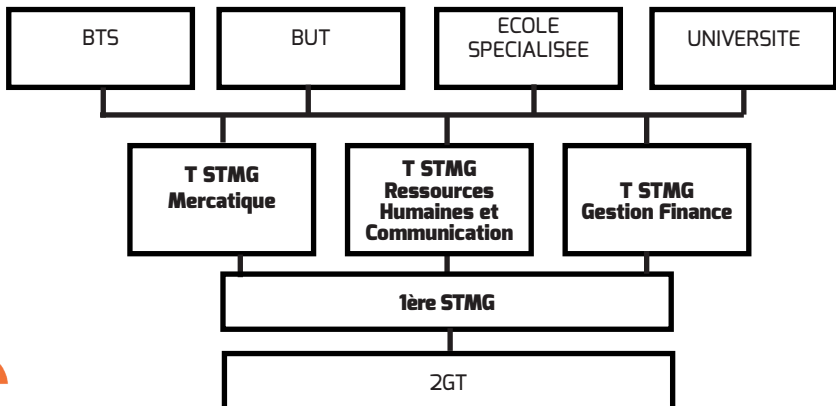 BTS
BUT
ECOLE
SPECIALISEE
UNIVERSITE
T STMG
Mercatique
T STMG
Ressources
Humaines et
Communication
T STMG
Gestion Finance
1ère STMG
2GT